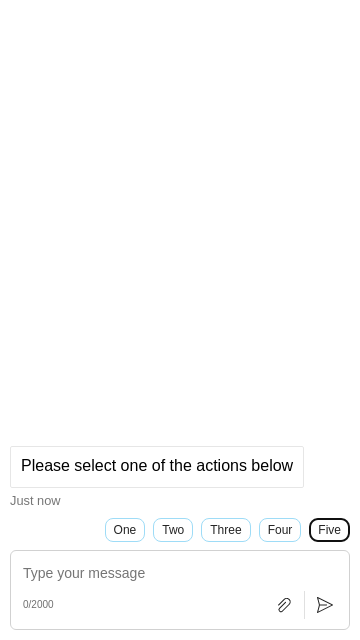 Please select one of the actions below
Just now
One Two Three Four Five
Type your message
0/2000